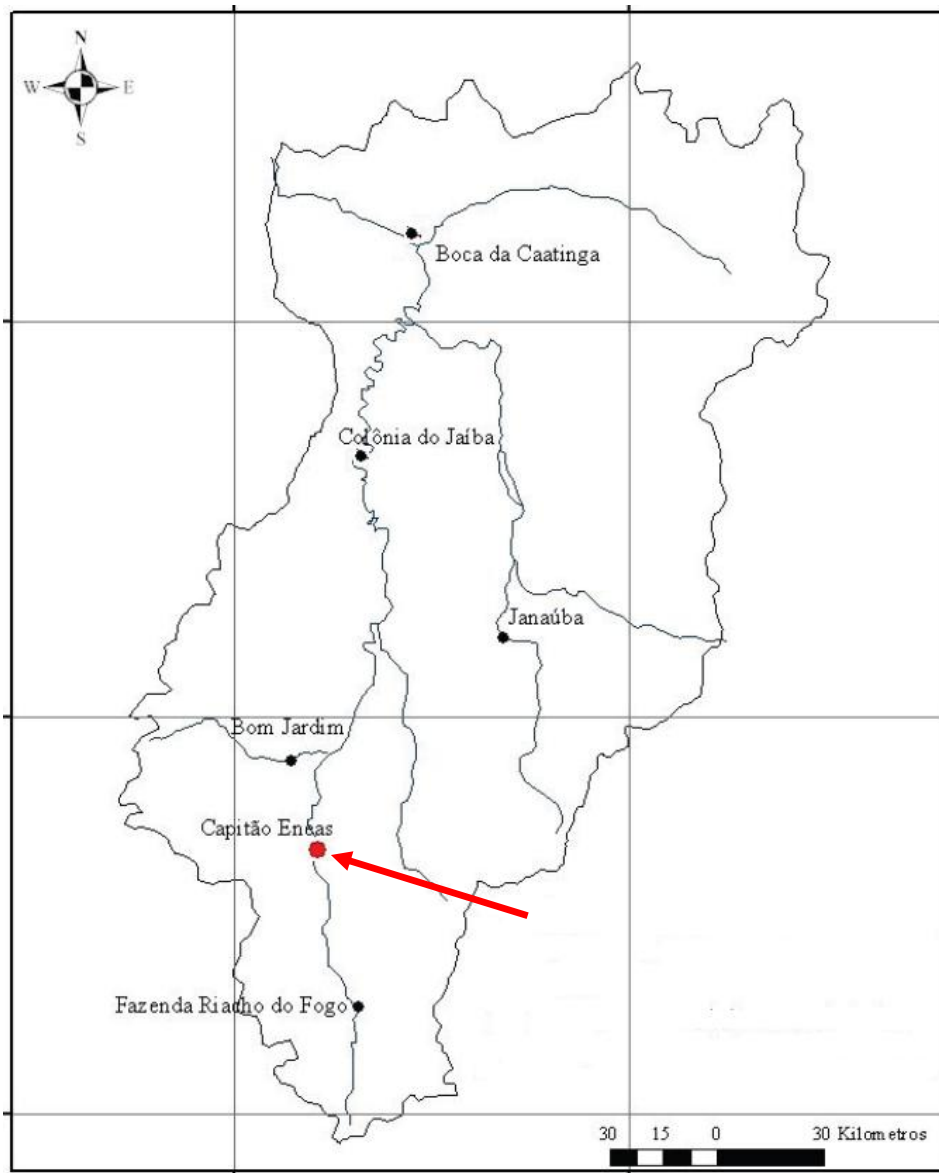 N
W E
S
Boca da Caatinga
Colônia do Jaíba
Janaúba
Bom Jardim
Capitão Eneas
Fazenda Riacho do Fogo
30 15 0 30 Kilometros